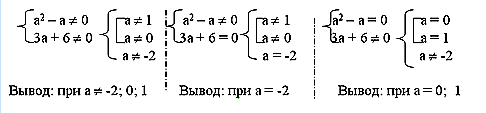 a² – a ≠ 0
3a + 6 ≠ 0
a ≠ 1
a ≠ 0
a ≠ -2
Вывод: при a ≠ -2; 0; 1
a² – a ≠ 0
3a + 6 = 0
a ≠ 1
a ≠ 0
a = -2
Вывод: при a = -2
a² – a = 0
3a + 6 ≠ 0
a = 0
a = 1
a ≠ -2
Вывод: при a = 0; 1